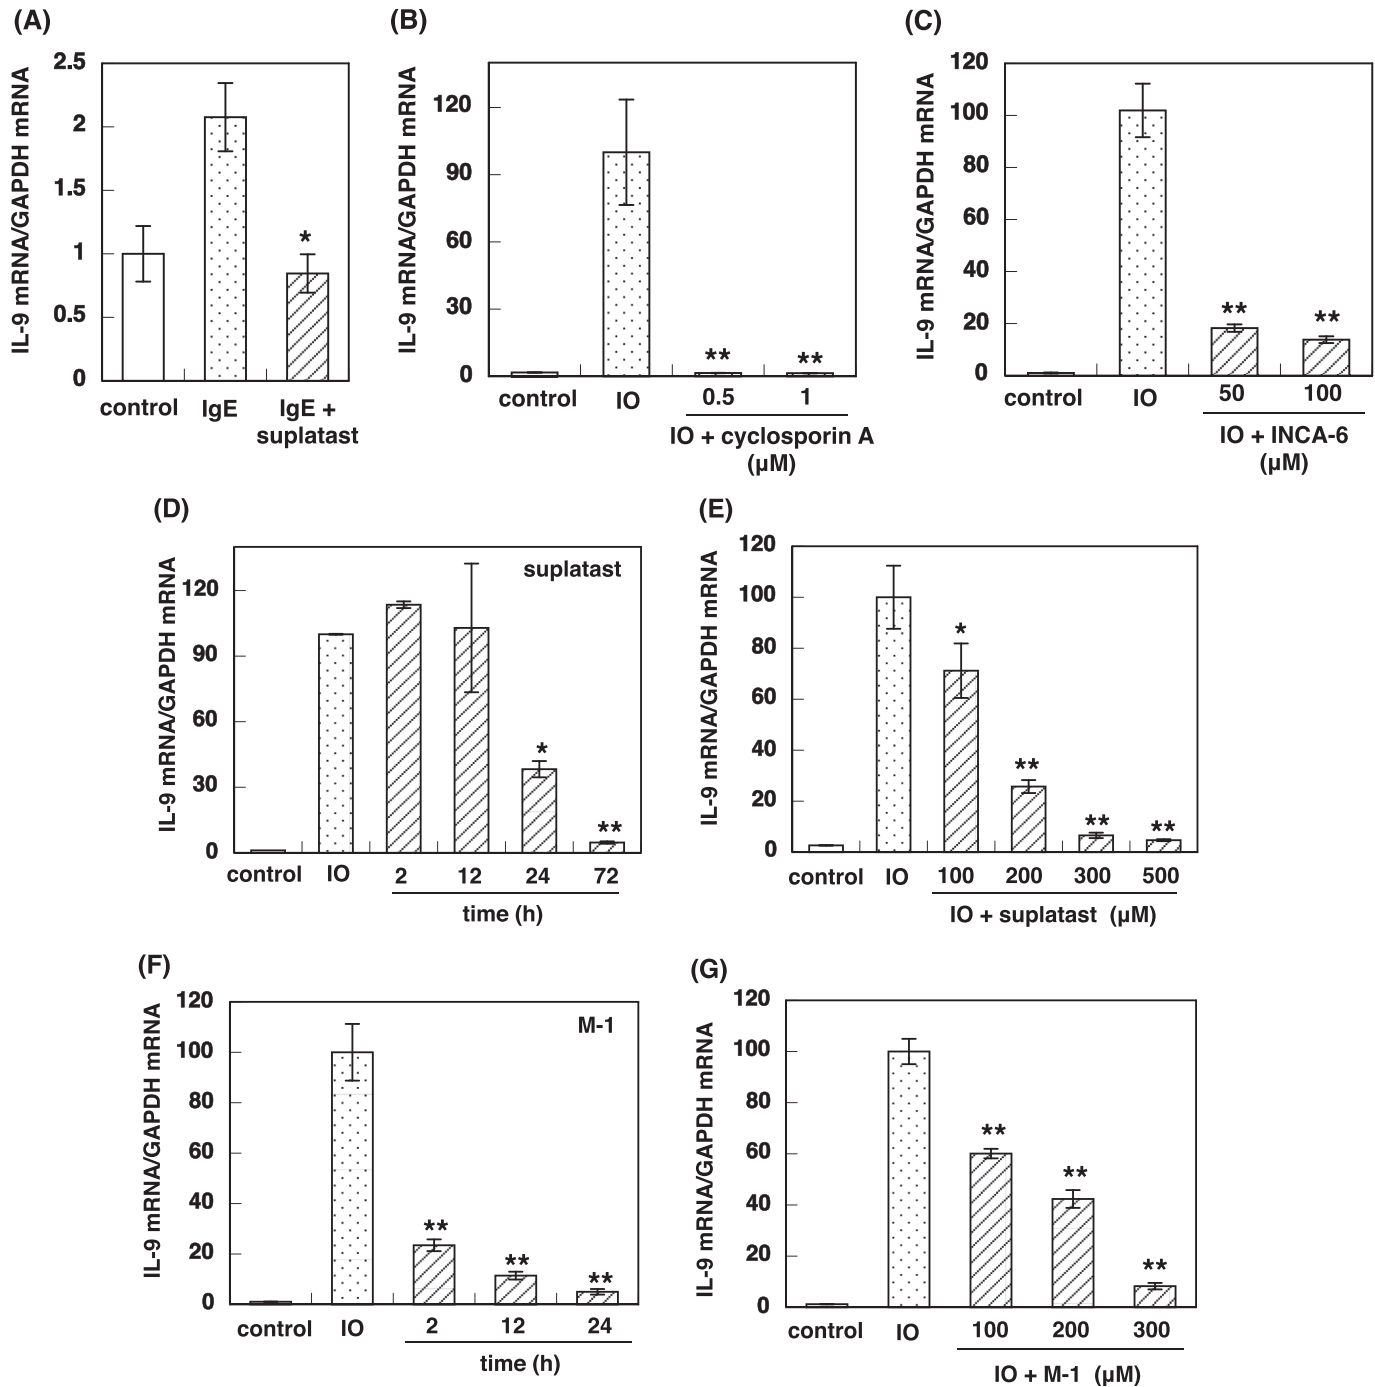 (A)
IL-9 mRNA/GAPDH mRNA
2.5
2
1.5
1
0.5
0
*
control IgE IgE +
suplatast
(B)
IL-9 mRNA/GAPDH mRNA
120
90
60
30
0
** **
control IO 0.5 1
IO + cyclosporin A
(µM)
(C)
IL-9 mRNA/GAPDH mRNA
120
100
80
60
40
20
0
** **
control IO 50 100
IO + INCA-6
(µM)
(D)
IL-9 mRNA/GAPDH mRNA
120
90
60
30
0
suplatast
* **
control IO 2 12 24 72
time (h)
(E)
IL-9 mRNA/GAPDH mRNA
120
100
80
60
40
20
0
* ** ** **
control IO 100 200 300 500
IO + suplatast (µM)
(F)
IL-9 mRNA/GAPDH mRNA
120
100
80
60
40
20
0
M-1
** ** **
control IO 2 12 24
time (h)
(G)
IL-9 mRNA/GAPDH mRNA
120
100
80
60
40
20
0
** ** **
control IO 100 200 300
IO + M-1 (µM)